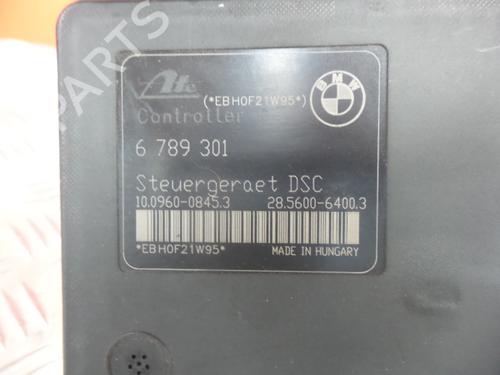 PARTS
Ate
(*EBH0F21W95*)
BMW
Controller
6 789 301
Steuergeraet DSC
10.0960-0845.3 28.5600-6400.3
*EBH0F21W95* MADE IN HUNGARY